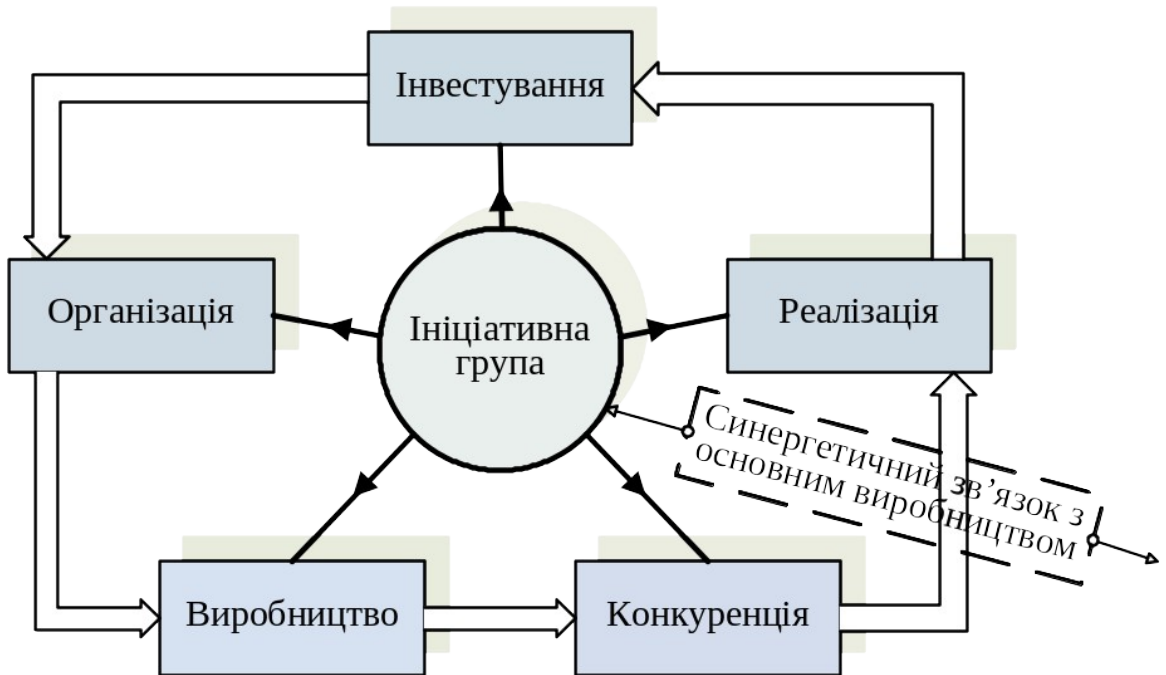 Інвестування
Організація
Ініціативна
група
Реалізація
Синергетичний зв’язок з
основним виробництвом
Виробництво
Конкуренція